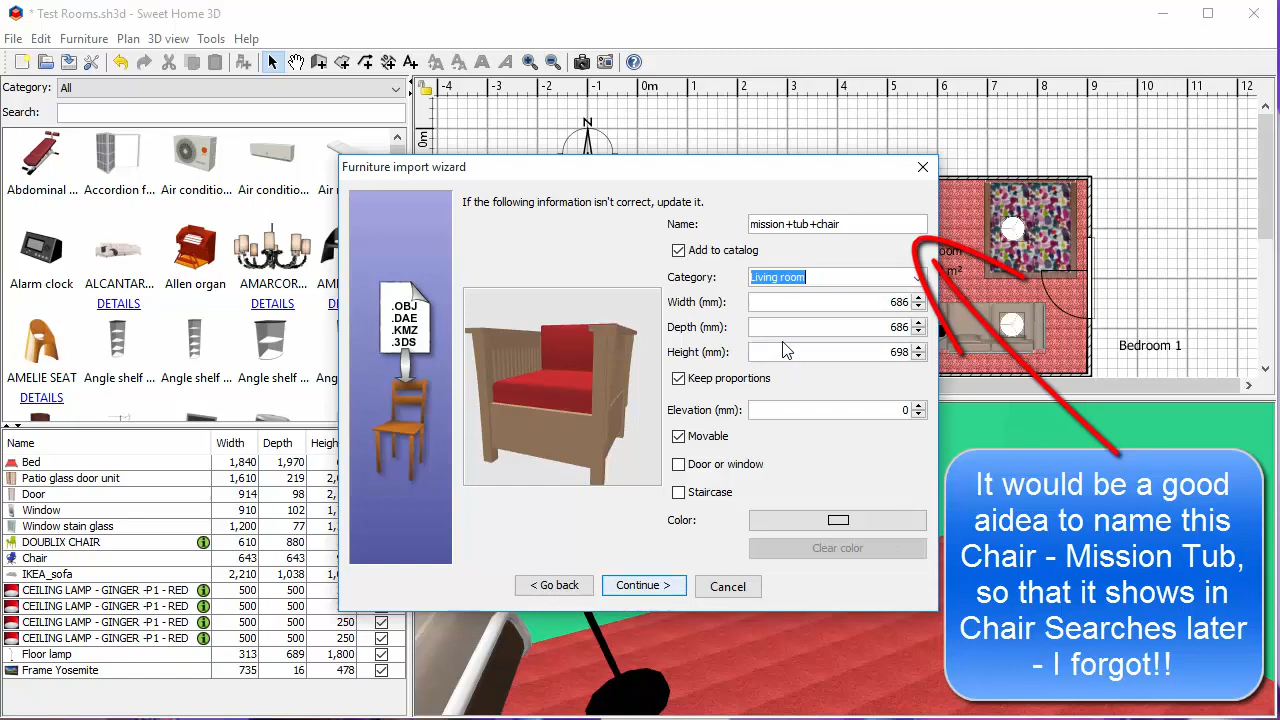 * Test Rooms.sh3d - Sweet Home 3D
File Edit Furniture Plan 3D view Tools Help
Category: All
Search:
Abdominal ... Accordion f... Air conditio... Air conditio...
Alarm clock ...CANTAR... Allen organ AMARCOR...
DETAILS DETAILS
AMELIE SEAT Angle shelf ... Angle shelf ... Angle shelf
DETAILS
Name Width Depth Heigh
Bed 1,840 1,970
Patio glass door unit 1,610 219 2,
Door 914 98 2,
Window 910 102 1,
Window stain glass 1,200 77 1,
DOUBLIX CHAIR 610 880
Chair 643 643
IKEA_sofa 2,210 1,038 1,
CEILING LAMP - GINGER -P1 - RED 500 500 250
CEILING LAMP - GINGER -P1 - RED 500 500 250
CEILING LAMP - GINGER -P1 - RED 500 500 250
CEILING LAMP - GINGER -P1 - RED 500 500 250
Floor lamp 313 689 1,800
Frame Yosemite 735 16 478
-4 -3 -2 -1 0m 1 2 3 4 5 6 7 8 9 10 11 12
0m
N
Bedroom 1
Furniture import wizard
If the following information isn't correct, update it.
.OBJ
.DAE
.KMZ
.3DS
Name: mission+tub+chair
Add to catalog
Category: Living room
Width (mm): 686
Depth (mm): 686
Height (mm): 698
Keep proportions
Elevation (mm): 0
Movable
Door or window
Staircase
Color:
Clear color
< Go back Continue > Cancel
It would be a good
aidea to name this
Chair - Mission Tub,
so that it shows in
Chair Searches later
- I forgot!!